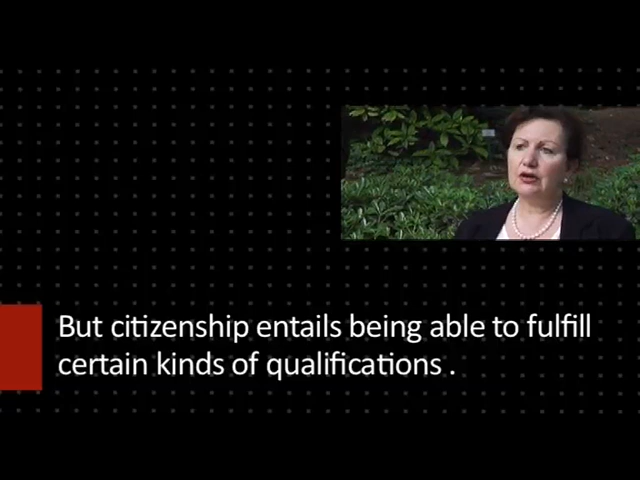 But citizenship entails being able to fulfill
certain kinds of qualifications .